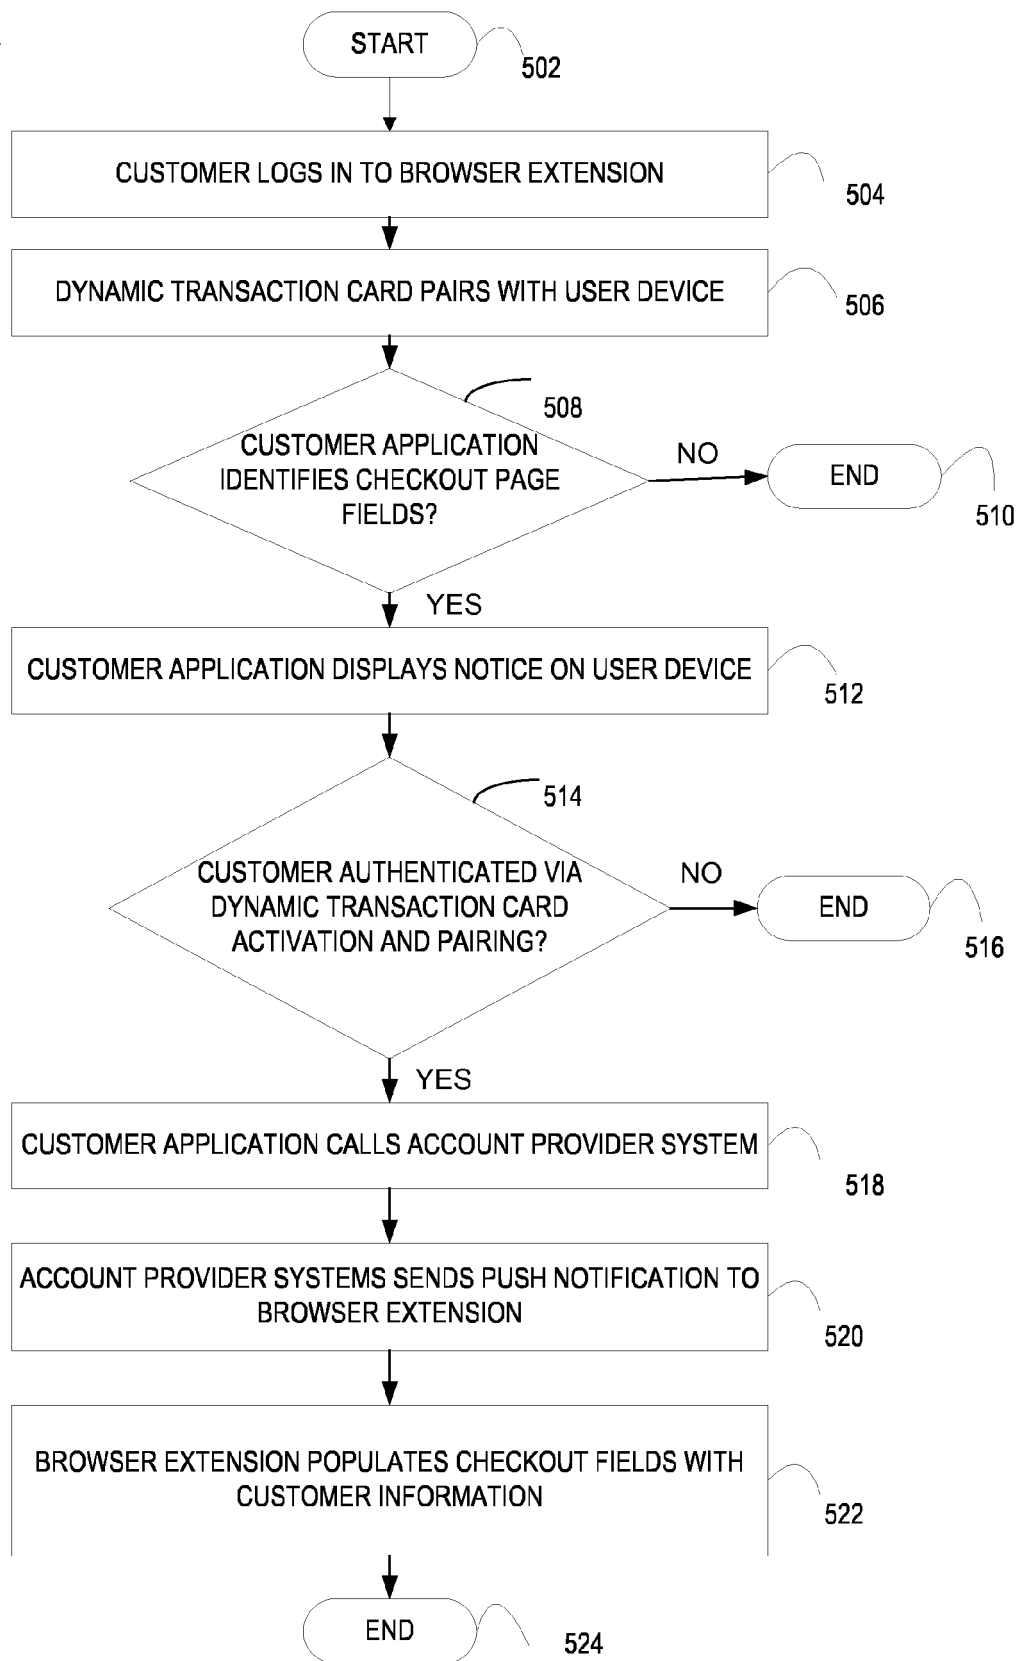 START
502
CUSTOMER LOGS IN TO BROWSER EXTENSION
504
DYNAMIC TRANSACTION CARD PAIRS WITH USER DEVICE
506
508
CUSTOMER APPLICATION
IDENTIFIES CHECKOUT PAGE
FIELDS?
NO
END
510
YES
CUSTOMER APPLICATION DISPLAYS NOTICE ON USER DEVICE
512
514
CUSTOMER AUTHENTICATED VIA
DYNAMIC TRANSACTION CARD
ACTIVATION AND PAIRING?
NO
END
516
YES
CUSTOMER APPLICATION CALLS ACCOUNT PROVIDER SYSTEM
518
ACCOUNT PROVIDER SYSTEMS SENDS PUSH NOTIFICATION TO
BROWSER EXTENSION
520
BROWSER EXTENSION POPULATES CHECKOUT FIELDS WITH
CUSTOMER INFORMATION
522
END
524